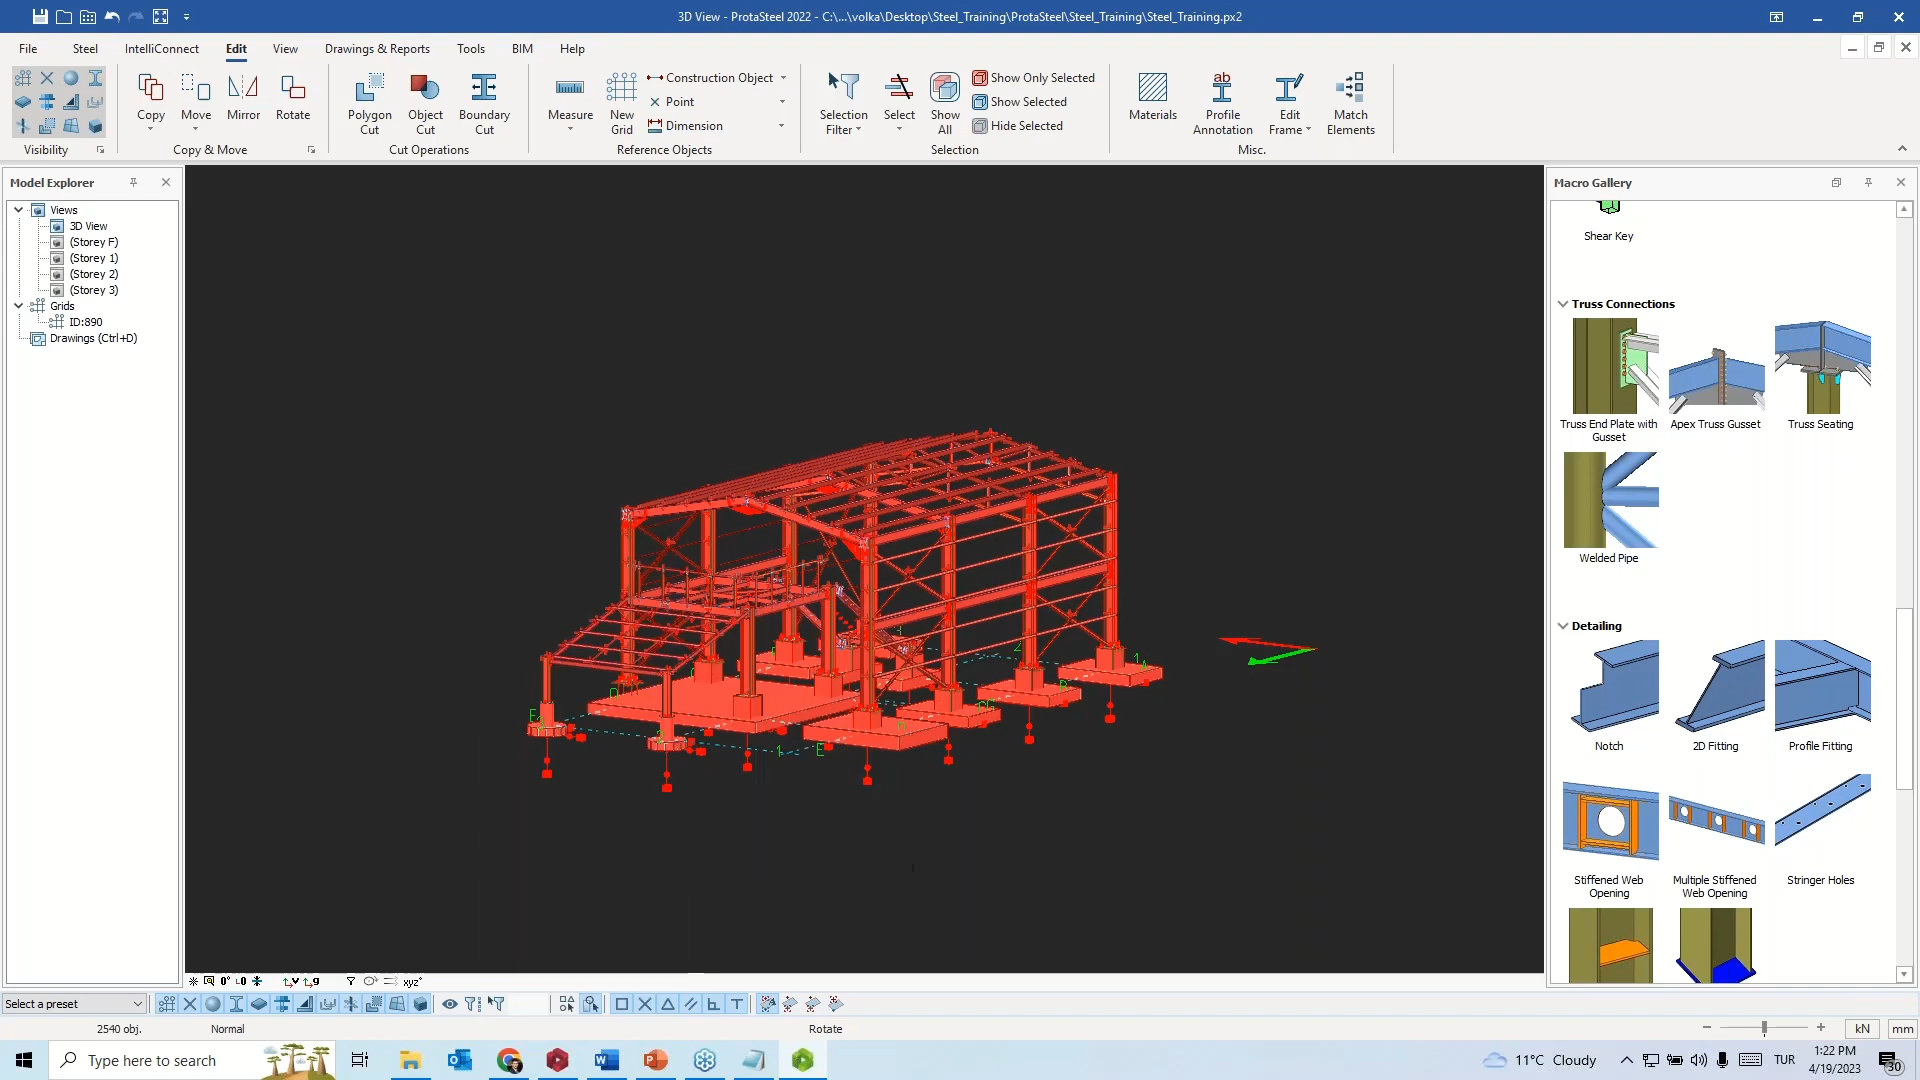 3D View - ProtaSteel 2022 - C:\...\volka\Desktop\Steel_Training\ProtaSteel\Steel_Training\Steel_Training.px2
File Steel IntelliConnect Edit View Drawings & Reports Tools BIM Help
Copy Move Mirror Rotate
Polygon Cut
Object Cut
Boundary Cut
Measure
New Grid
Construction Object
Point
Dimension
Selection Filter
Select
Show All
Show Only Selected
Show Selected
Hide Selected
Materials
ab
Profile Annotation
Edit Frame
Match Elements
Visibility Copy & Move Cut Operations Reference Objects Selection Misc.
Model Explorer
Views
3D View
(Storey F)
(Storey 1)
(Storey 2)
(Storey 3)
Grids
ID:890
Drawings (Ctrl+D)
Macro Gallery
Shear Key
Truss Connections
Truss End Plate with Gusset
Apex Truss Gusset
Truss Seating
Welded Pipe
Detailing
Notch
2D Fitting
Profile Fitting
Stiffened Web Opening
Multiple Stiffened Web Opening
Stringer Holes
xyz
Select a preset
2540 obj. Normal Rotate kN mm
Type here to search
11°C Cloudy
TUR
1:22 PM
4/19/2023
30